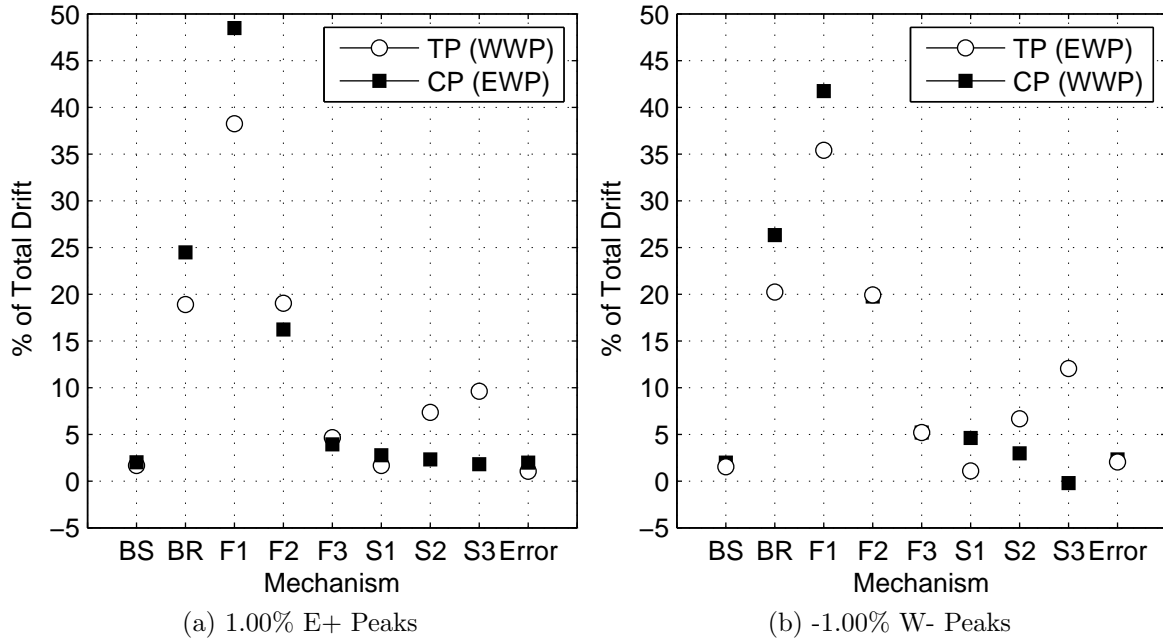 50
45
40
35
30
25
20
15
10
5
0
−5
% of Total Drift
TP (WWP)
CP (EWP)
BS BR F1 F2 F3 S1 S2 S3 Error
Mechanism
(a) 1.00% E+ Peaks
50
45
40
35
30
25
20
15
10
5
0
−5
% of Total Drift
TP (EWP)
CP (WWP)
BS BR F1 F2 F3 S1 S2 S3 Error
Mechanism
(b) -1.00% W- Peaks